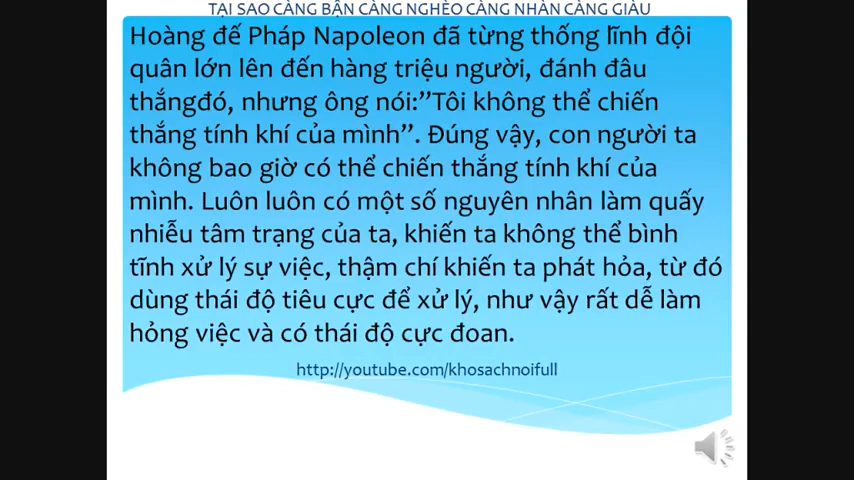 TẠI SAO CÀNG BẬN CÀNG NGHÈO CÀNG NHÀN CÀNG GIÀU
Hoàng đế Pháp Napoleon đã từng thống lĩnh đội
quân lớn lên đến hàng triệu người, đánh đâu
thắngđó, nhưng ông nói:”Tôi không thể chiến
thắng tính khí của mình”. Đúng vậy, con người ta
không bao giờ có thể chiến thắng tính khí của
mình. Luôn luôn có một số nguyên nhân làm quấy
nhiễu tâm trạng của ta, khiến ta không thể bình
tĩnh xử lý sự việc, thậm chí khiến ta phát hỏa, từ đó
dùng thái độ tiêu cực để xử lý, như vậy rất dễ làm
hỏng việc và có thái độ cực đoan.
http://youtube.com/khosachnoifull